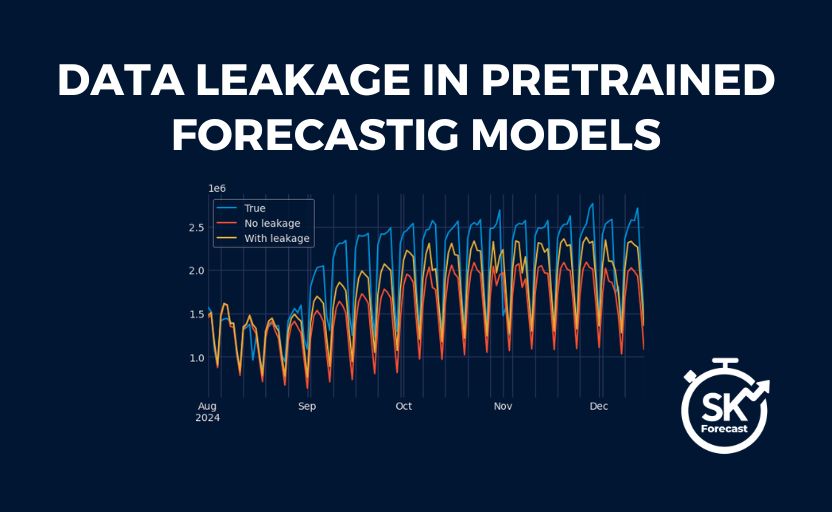 DATA LEAKAGE IN PRETRAINED
FORECASTIG MODELS
1e6
True
No leakage
With leakage
2.5
2.0
1.5
1.0
Aug
2024
Sep
Oct
Nov
Dec
SK
Forecast